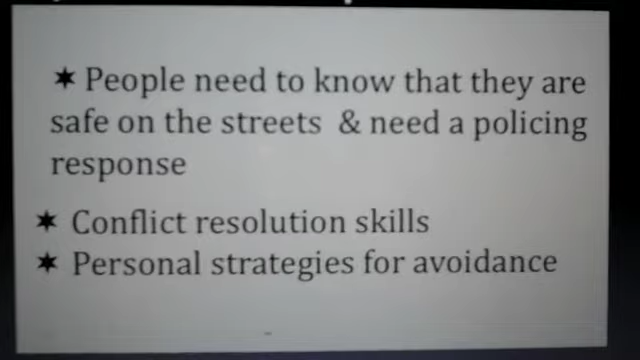 ✶ People need to know that they are
safe on the streets & need a policing
response
✶ Conflict resolution skills
✶ Personal strategies for avoidance